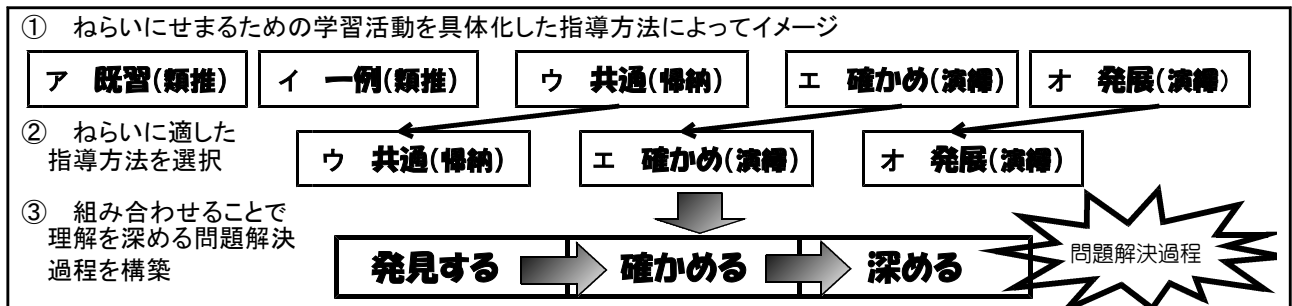 ① ねらいにせまるための学習活動を具体化した指導方法によってイメージ
ア 既習(類推) イ 一例(類推) ウ 共通(帰納) エ 確かめ(演繹) オ 発展(演繹)
② ねらいに適した
指導方法を選択
ウ 共通(帰納) エ 確かめ(演繹) オ 発展(演繹)
③ 組み合わせることで
理解を深める問題解決
過程を構築
発見する 確かめる 深める
問題解決過程